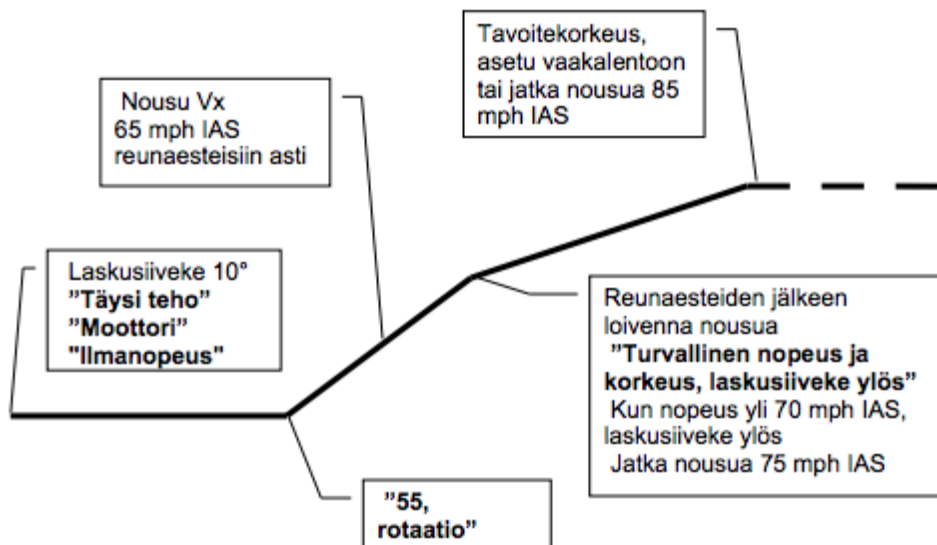 Tavoitekorkeus,
asetu vaakalentoon
tai jatka nousua 85
mph IAS
Nousu Vx
65 mph IAS
reunaesteisiin asti
Laskusiiveke 10°
”Täysi teho”
”Moottori”
"Ilmanopeus"
Reunaesteiden jälkeen
loivenna nousua
”Turvallinen nopeus ja
korkeus, laskusiiveke ylös”
Kun nopeus yli 70 mph IAS,
laskusiiveke ylös
Jatka nousua 75 mph IAS
”55,
rotaatio”